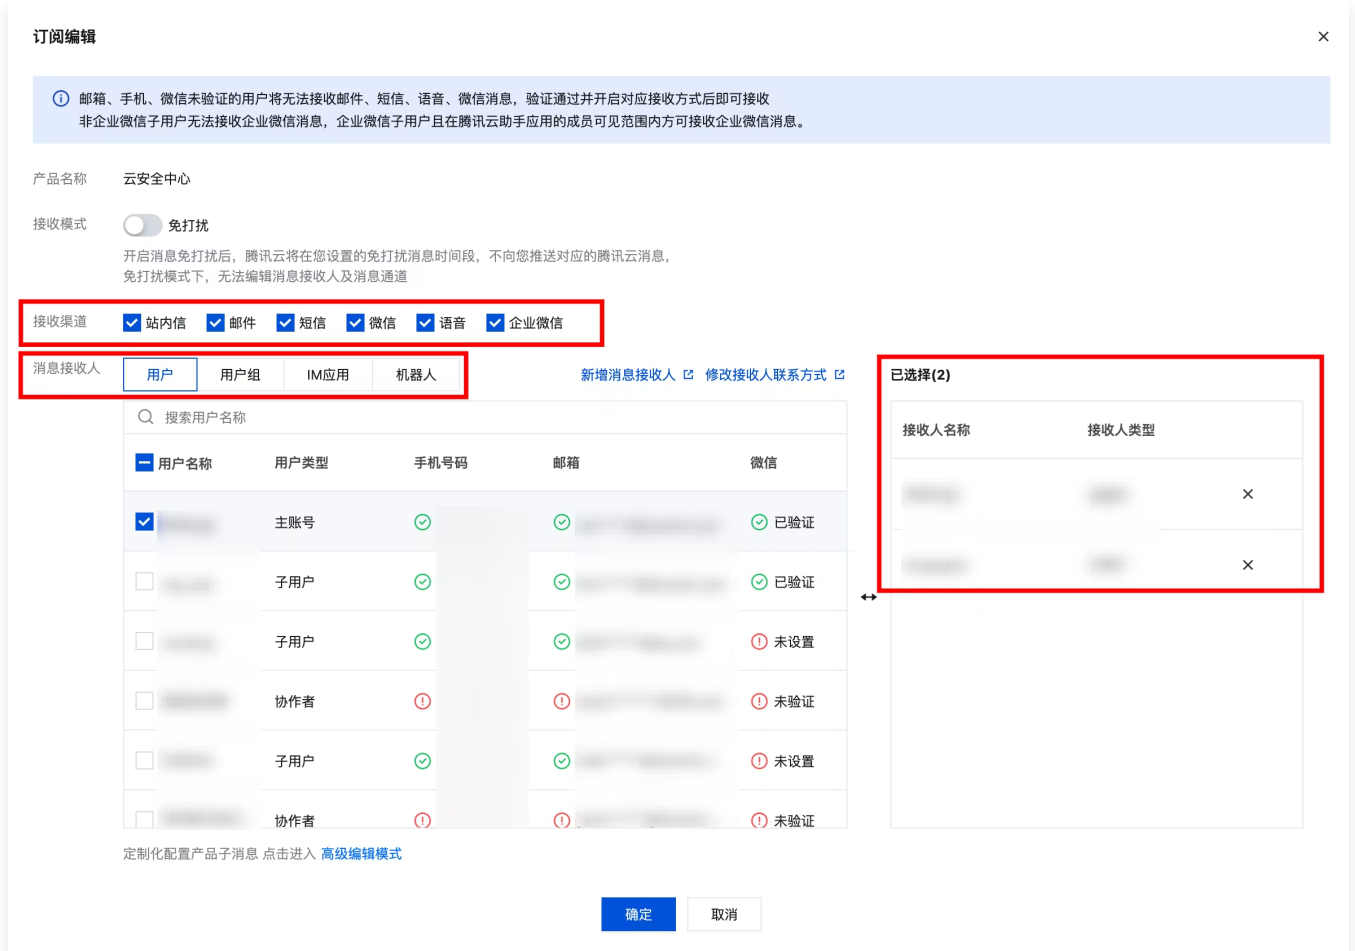 订阅编辑
邮箱、手机、微信未验证的用户将无法接收邮件、短信、语音、微信消息，验证通过并开启对应接收方式后即可接收
非企业微信子用户无法接收企业微信消息，企业微信子用户且在腾讯云助手应用的成员可见范围内方可接收企业微信消息。
产品名称 云安全中心
接收模式 免打扰
开启消息免打扰后，腾讯云将在您设置的免打扰消息时间段，不向您推送对应的腾讯云消息，
免打扰模式下，无法编辑消息接收人及消息通道
接收渠道 站内信 邮件 短信 微信 语音 企业微信
消息接收人 用户 用户组 IM应用 机器人 新增消息接收人 修改接收人联系方式 已选择(2)
搜索用户名称
接收人名称 接收人类型
用户名称 用户类型 手机号码 邮箱 微信
主账号 已验证
子用户 已验证
子用户 未设置
协作者 未验证
子用户 未设置
协作者 未验证
定制化配置产品子消息 点击进入 高级编辑模式
确定 取消